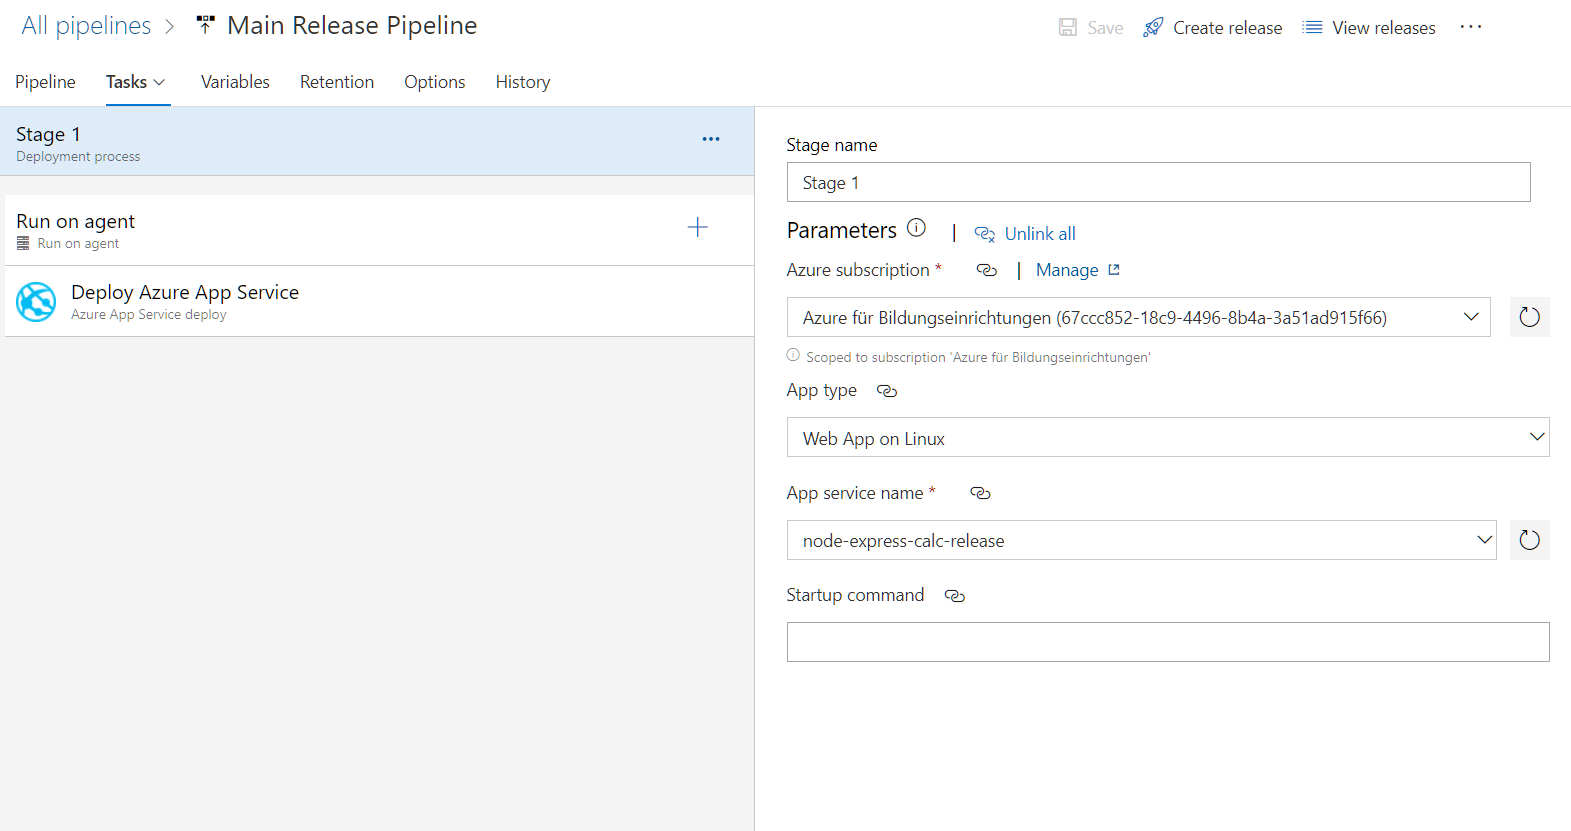 All pipelines > Main Release Pipeline
Save Create release View releases ...
Pipeline Tasks Variables Retention Options History
Stage 1
Deployment process
Run on agent
Run on agent
Deploy Azure App Service
Azure App Service deploy
Stage name
Stage 1
Parameters | Unlink all
Azure subscription * | Manage
Azure für Bildungseinrichtungen (67ccc852-18c9-4496-8b4a-3a51ad915f66)
Scoped to subscription 'Azure für Bildungseinrichtungen'
App type
Web App on Linux
App service name *
node-express-calc-release
Startup command